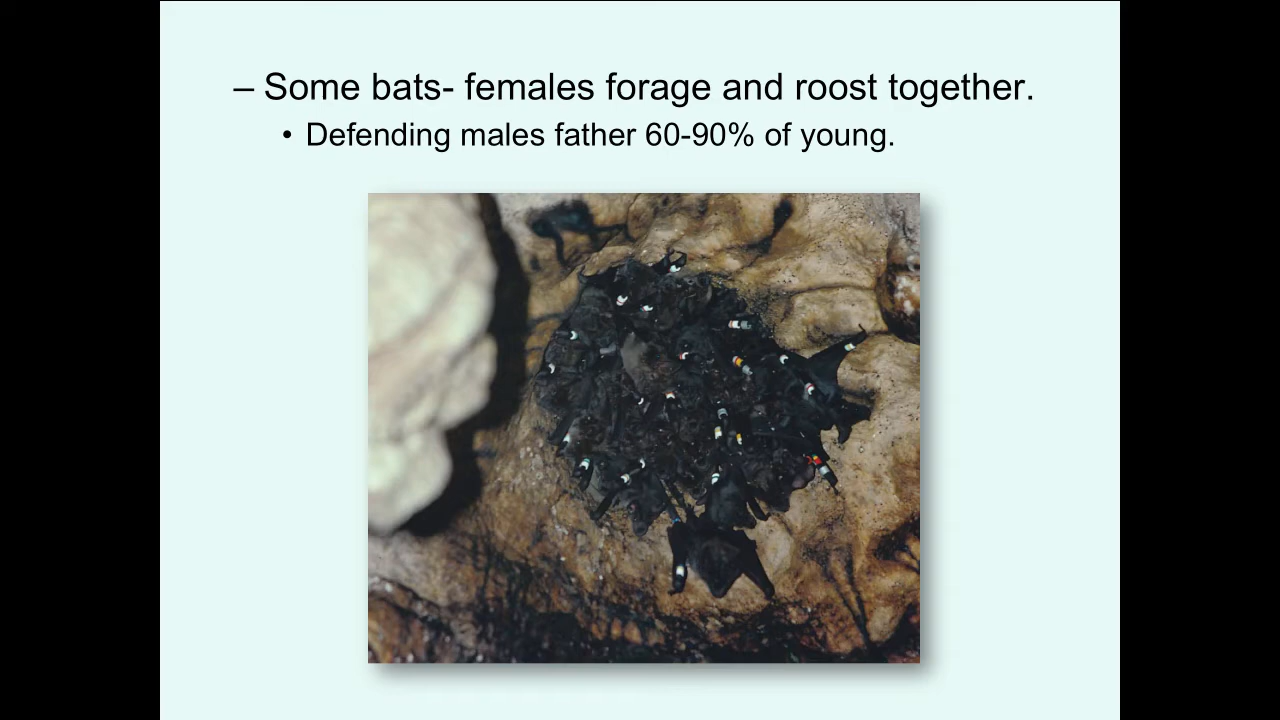 – Some bats- females forage and roost together.
• Defending males father 60-90% of young.